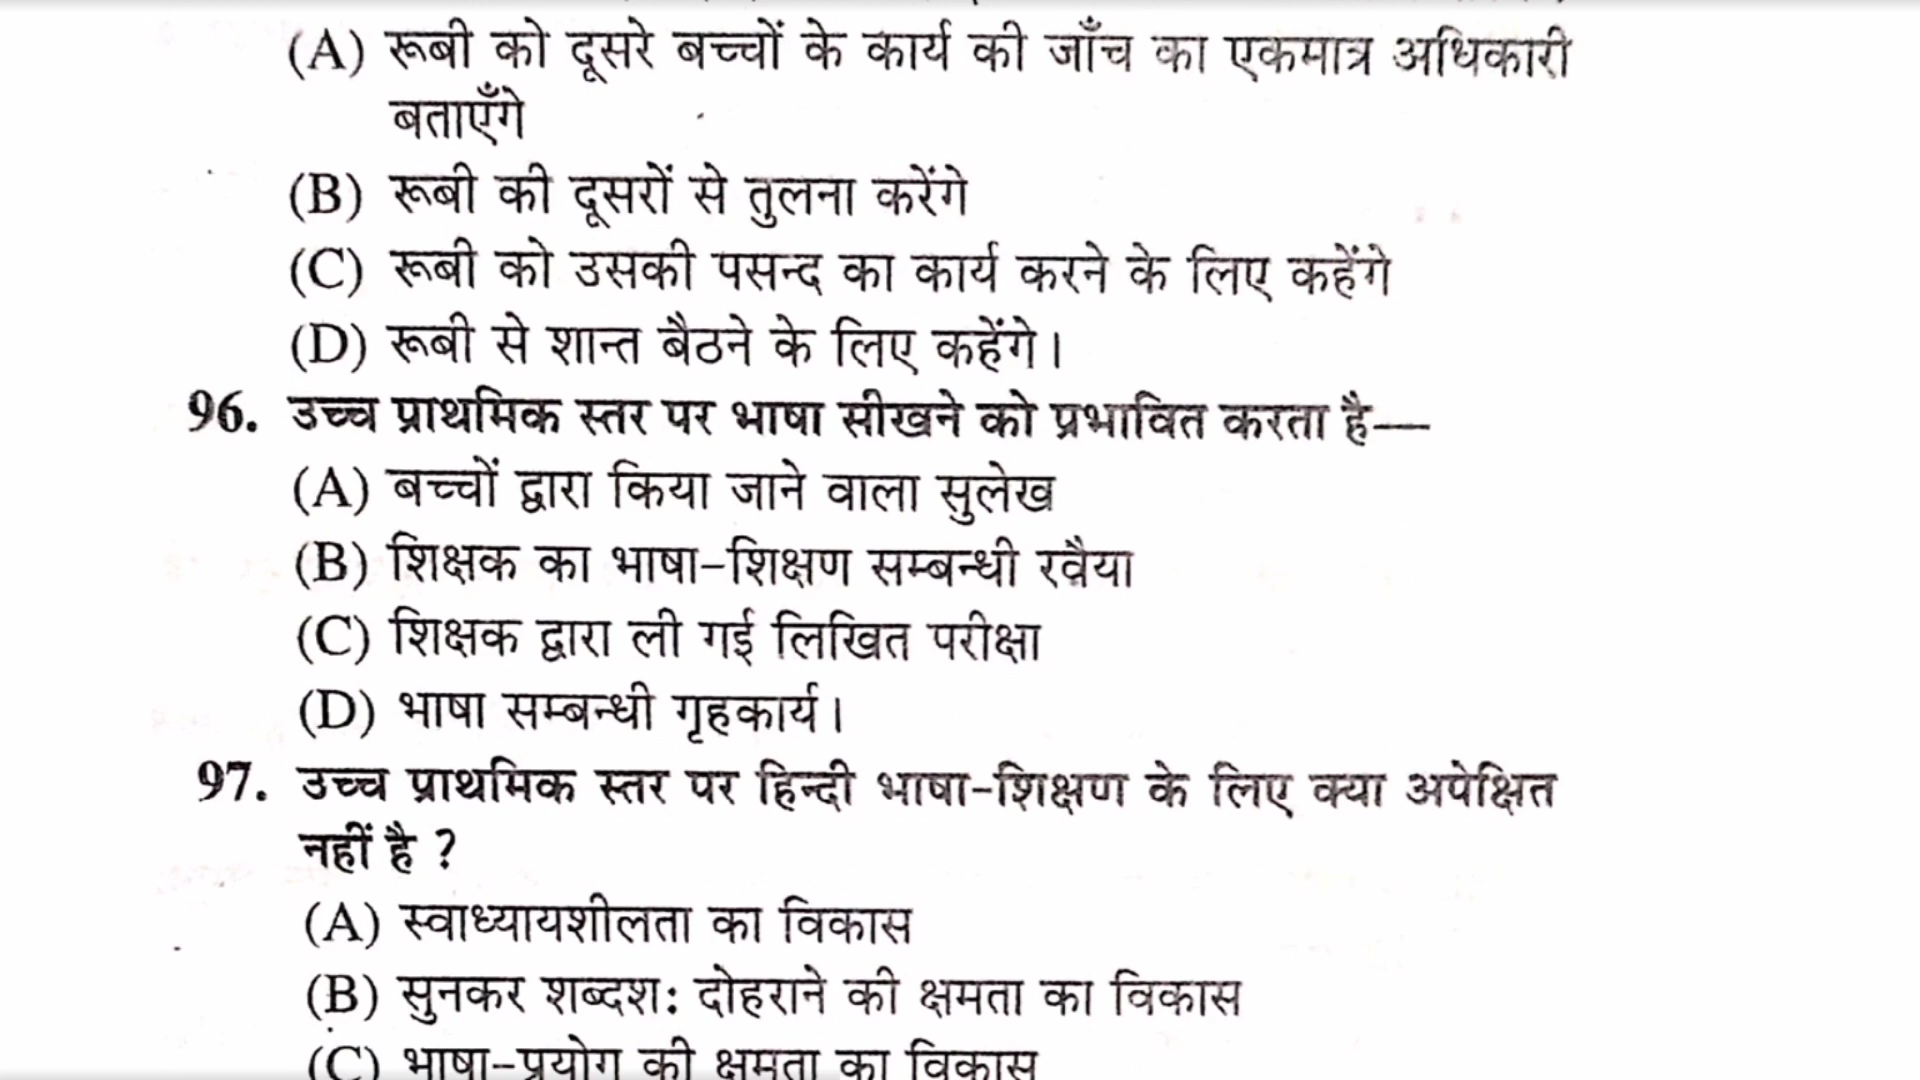 (A) रूबी को दूसरे बच्चों के कार्य की जाँच का एकमात्र अधिकारी
बताएँगे
(B) रूबी की दूसरों से तुलना करेंगे
(C) रूबी को उसकी पसन्द का कार्य करने के लिए कहेंगे
(D) रूबी से शान्त बैठने के लिए कहेंगे।
96. उच्च प्राथमिक स्तर पर भाषा सीखने को प्रभावित करता है—
(A) बच्चों द्वारा किया जाने वाला सुलेख
(B) शिक्षक का भाषा-शिक्षण सम्बन्धी रवैया
(C) शिक्षक द्वारा ली गई लिखित परीक्षा
(D) भाषा सम्बन्धी गृहकार्य।
97. उच्च प्राथमिक स्तर पर हिन्दी भाषा-शिक्षण के लिए क्या अपेक्षित
नहीं है ?
(A) स्वाध्यायशीलता का विकास
(B) सुनकर शब्दशः दोहराने की क्षमता का विकास
(C) भाषा-प्रयोग की क्षमता का विकास